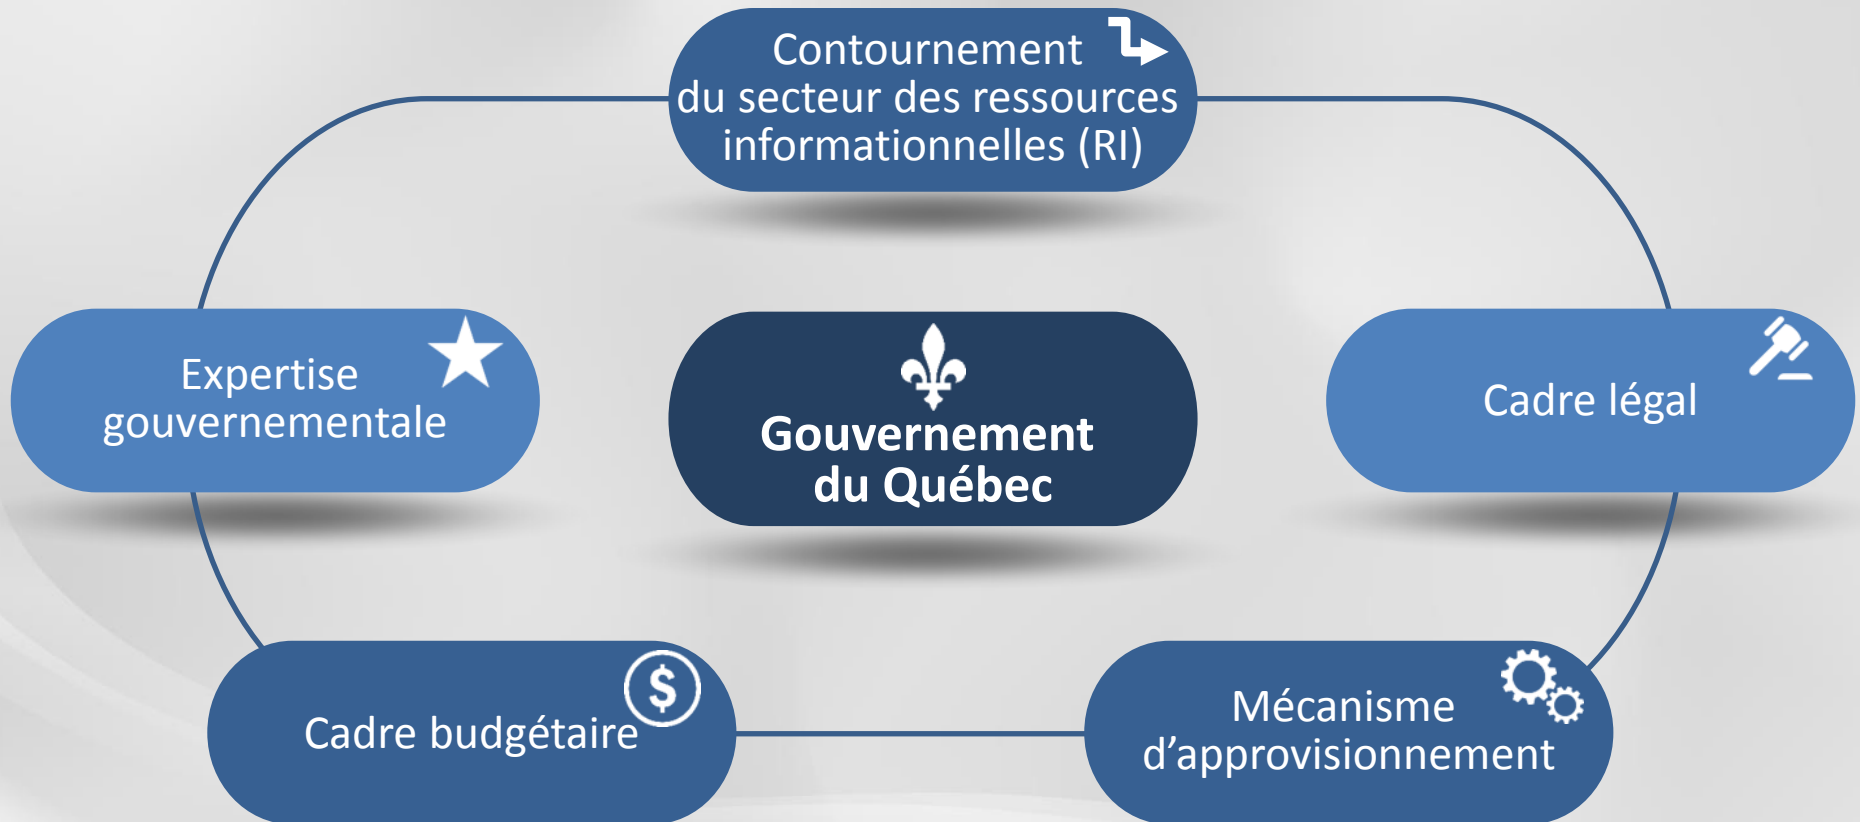 Contournement
du secteur des ressources
informationnelles (RI)
Expertise
gouvernementale
Gouvernement
du Québec
Cadre légal
Cadre budgétaire
$
Mécanisme
d’approvisionnement